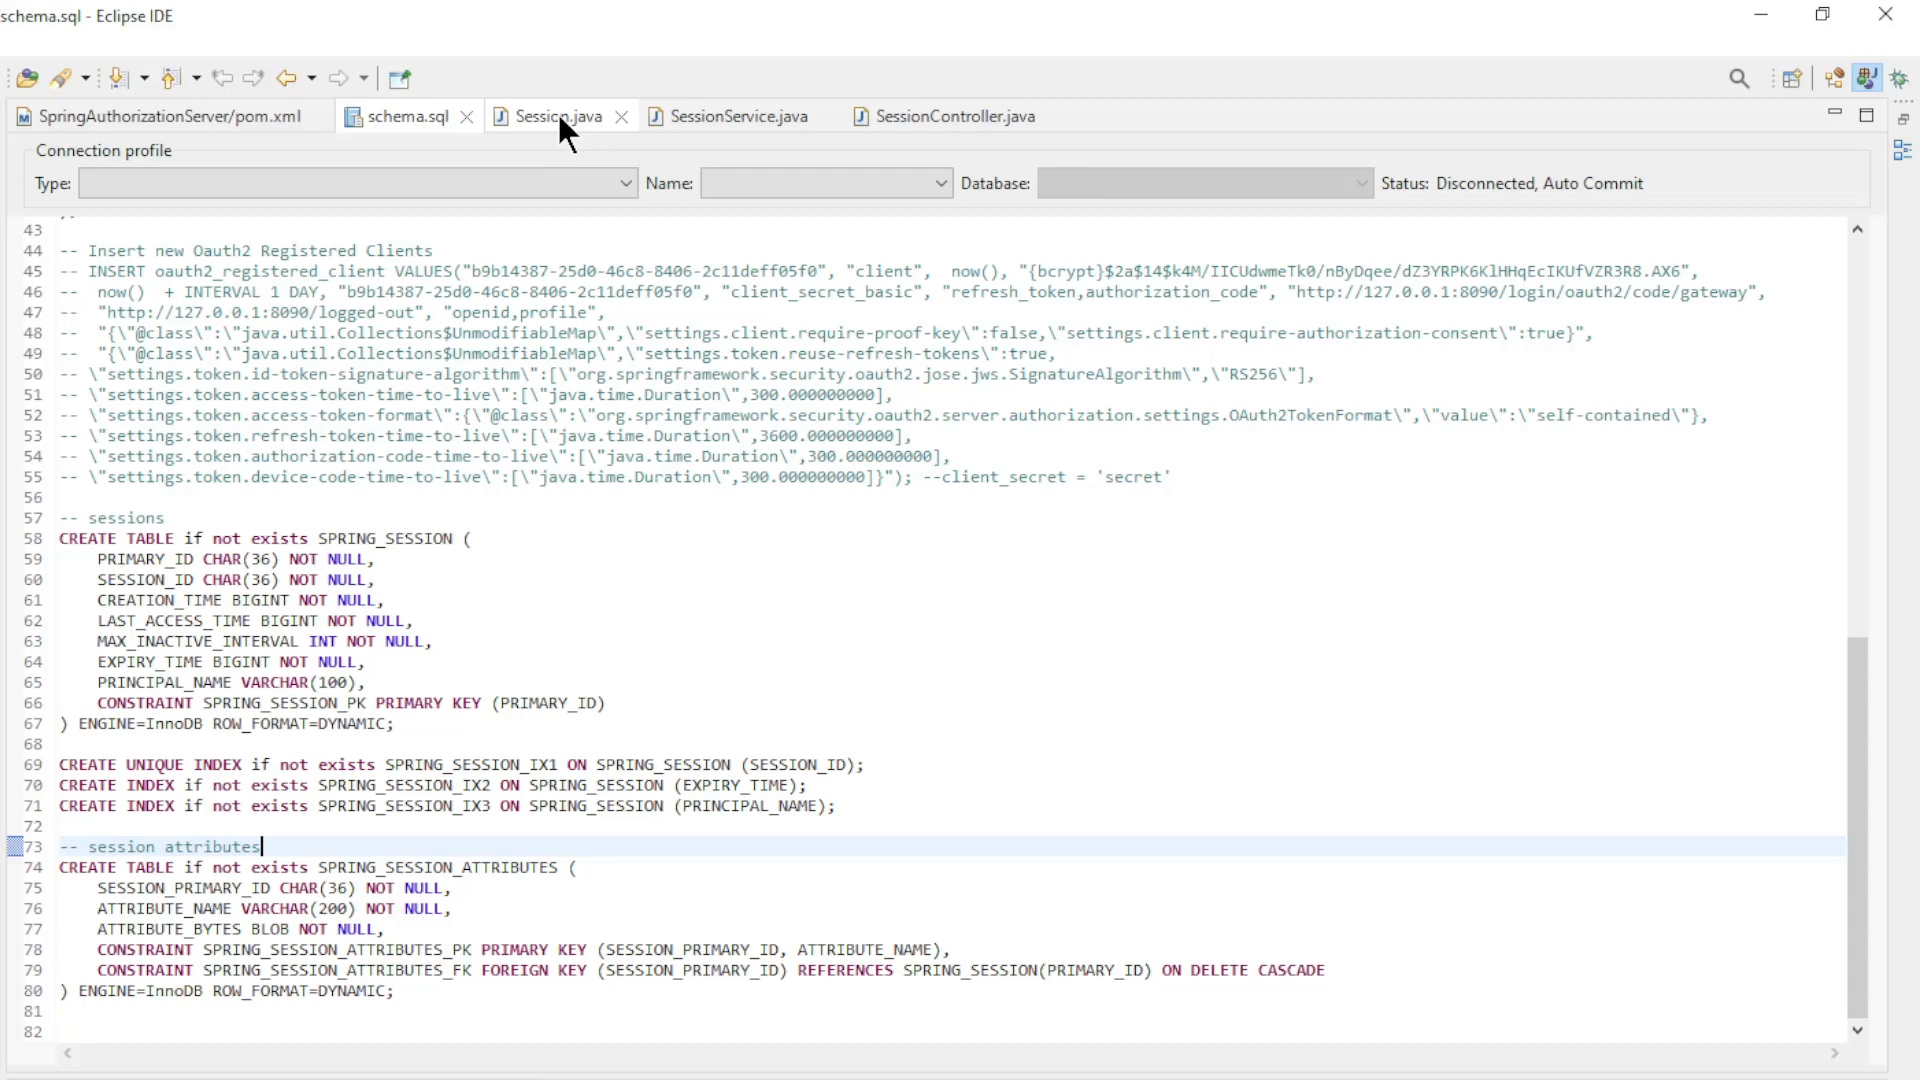 schema.sql - Eclipse IDE
SpringAuthorizationServer/pom.xml
schema.sql
Session.java
SessionService.java
SessionController.java
Connection profile
Type:
Name:
Database:
Status: Disconnected, Auto Commit
43
44 -- Insert new Oauth2 Registered Clients
45 -- INSERT oauth2_registered_client VALUES("b9b14387-25d0-46c8-8406-2c11deff05f0", "client", now(), "{bcrypt}$2a$14$k4M/IICUdwmeTk0/nByDqee/dZ3YRPK6KlHHqEcIKUfVZR3R8.AX6",
46 -- now() + INTERVAL 1 DAY, "b9b14387-25d0-46c8-8406-2c11deff05f0", "client_secret_basic", "refresh_token,authorization_code", "http://127.0.0.1:8090/login/oauth2/code/gateway",
47 -- "http://127.0.0.1:8090/logged-out", "openid,profile",
48 -- "{\"@class\":\"java.util.Collections$UnmodifiableMap\",\"settings.client.require-proof-key\":false,\"settings.client.require-authorization-consent\":true}",
49 -- "{\"@class\":\"java.util.Collections$UnmodifiableMap\",\"settings.token.reuse-refresh-tokens\":true,
50 -- \"settings.token.id-token-signature-algorithm\":[\"org.springframework.security.oauth2.jose.jws.SignatureAlgorithm\",\"RS256\"],
51 -- \"settings.token.access-token-time-to-live\":[\"java.time.Duration\",300.000000000],
52 -- \"settings.token.access-token-format\":{\"@class\":\"org.springframework.security.oauth2.server.authorization.settings.OAuth2TokenFormat\",\"value\":\"self-contained\"},
53 -- \"settings.token.refresh-token-time-to-live\":[\"java.time.Duration\",3600.000000000],
54 -- \"settings.token.authorization-code-time-to-live\":[\"java.time.Duration\",300.000000000],
55 -- \"settings.token.device-code-time-to-live\":[\"java.time.Duration\",300.000000000]}"); --client_secret = 'secret'
56
57 -- sessions
58 CREATE TABLE if not exists SPRING_SESSION (
59 PRIMARY_ID CHAR(36) NOT NULL,
60 SESSION_ID CHAR(36) NOT NULL,
61 CREATION_TIME BIGINT NOT NULL,
62 LAST_ACCESS_TIME BIGINT NOT NULL,
63 MAX_INACTIVE_INTERVAL INT NOT NULL,
64 EXPIRY_TIME BIGINT NOT NULL,
65 PRINCIPAL_NAME VARCHAR(100),
66 CONSTRAINT SPRING_SESSION_PK PRIMARY KEY (PRIMARY_ID)
67 ) ENGINE=InnoDB ROW_FORMAT=DYNAMIC;
68
69 CREATE UNIQUE INDEX if not exists SPRING_SESSION_IX1 ON SPRING_SESSION (SESSION_ID);
70 CREATE INDEX if not exists SPRING_SESSION_IX2 ON SPRING_SESSION (EXPIRY_TIME);
71 CREATE INDEX if not exists SPRING_SESSION_IX3 ON SPRING_SESSION (PRINCIPAL_NAME);
72
73 -- session attributes
74 CREATE TABLE if not exists SPRING_SESSION_ATTRIBUTES (
75 SESSION_PRIMARY_ID CHAR(36) NOT NULL,
76 ATTRIBUTE_NAME VARCHAR(200) NOT NULL,
77 ATTRIBUTE_BYTES BLOB NOT NULL,
78 CONSTRAINT SPRING_SESSION_ATTRIBUTES_PK PRIMARY KEY (SESSION_PRIMARY_ID, ATTRIBUTE_NAME),
79 CONSTRAINT SPRING_SESSION_ATTRIBUTES_FK FOREIGN KEY (SESSION_PRIMARY_ID) REFERENCES SPRING_SESSION(PRIMARY_ID) ON DELETE CASCADE
80 ) ENGINE=InnoDB ROW_FORMAT=DYNAMIC;
81
82